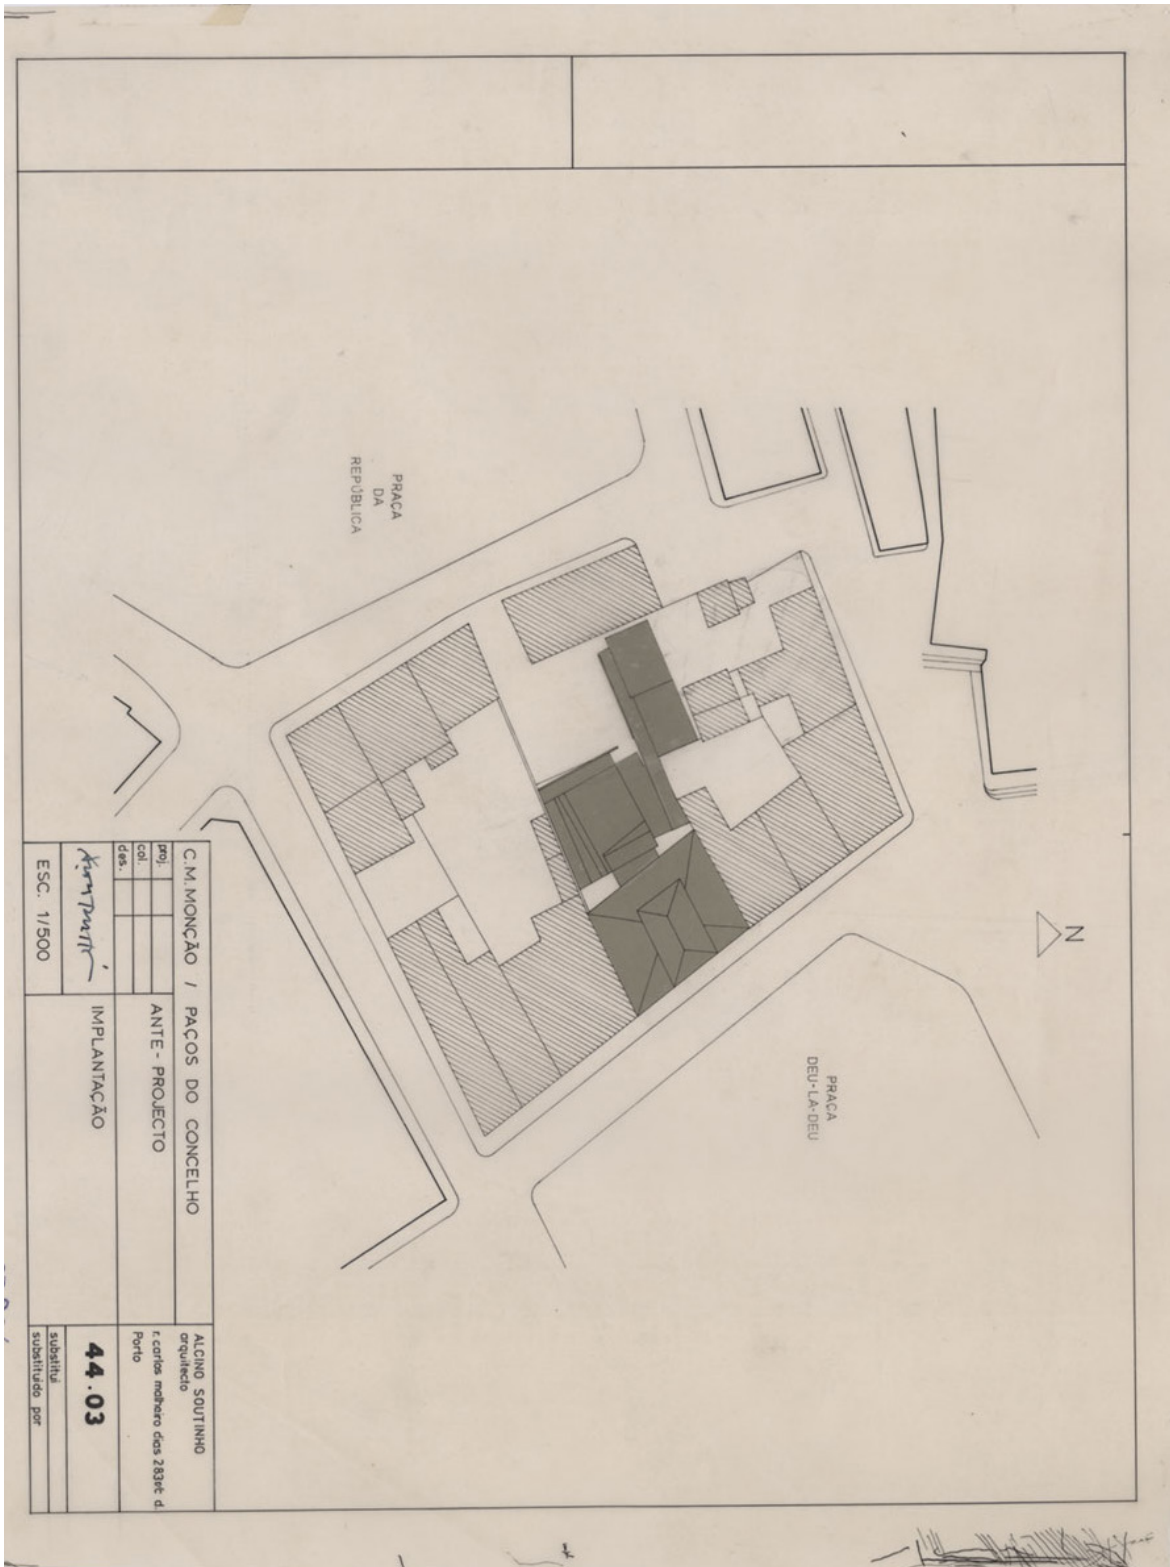 PRAÇA
DA
REPÚBLICA
PRAÇA
DEU-LA-DEU
N
C.M.MONÇÃO / PAÇOS DO CONCELHO
proj.
col.
des.
ANTE-PROJECTO
IMPLANTAÇÃO
ESC. 1/500
ALCINO SOUTINHO
arquitecto
r. carlos malheiro dias 283et d.
Porto
44.03
substitui
substituido por